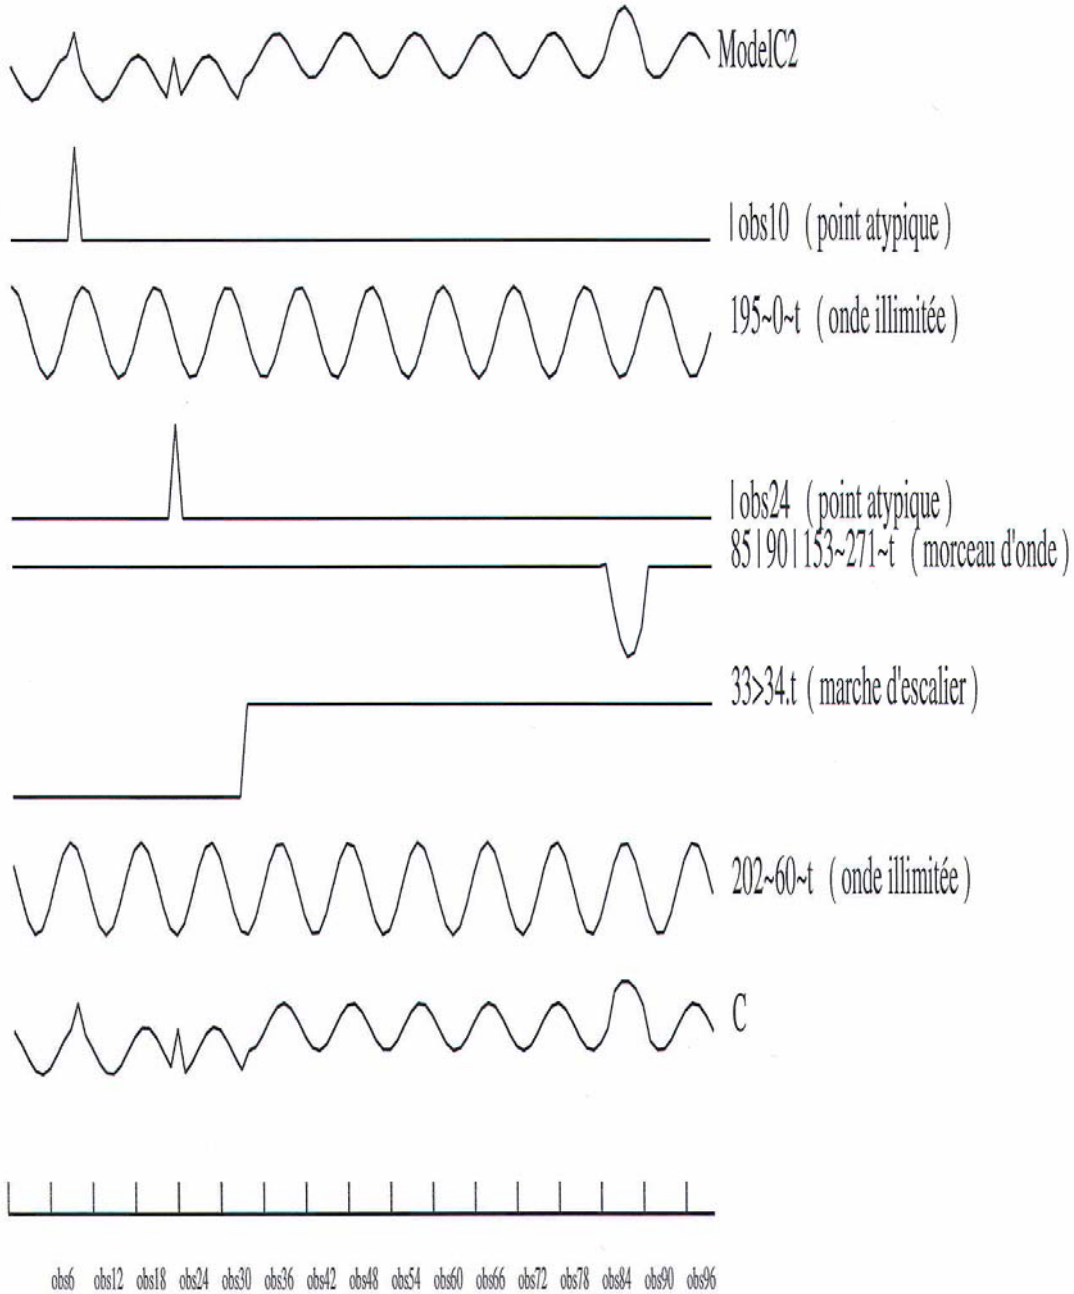 ModelC2
|obs10 ( point atypique )
195~0~t ( onde illimitée )
|obs24 ( point atypique )
85|90|153~271~t ( morceau d'onde )
33>34.t ( marche d'escalier )
202~60~t ( onde illimitée )
C
obs6 obs12 obs18 obs24 obs30 obs36 obs42 obs48 obs54 obs60 obs66 obs72 obs78 obs84 obs90 obs96